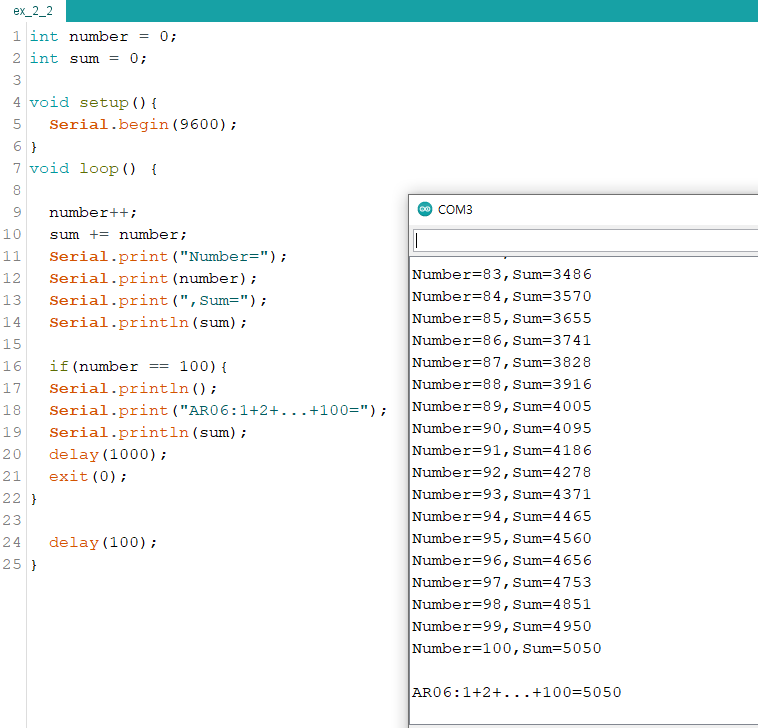 ex_2_2
1 int number = 0;
2 int sum = 0;
3
4 void setup(){
5   Serial.begin(9600);
6 }
7 void loop() {
8
9   number++;
10   sum += number;
11   Serial.print("Number=");
12   Serial.print(number);
13   Serial.print(",Sum=");
14   Serial.println(sum);
15
16   if(number == 100){
17   Serial.println();
18   Serial.print("AR06:1+2+...+100=");
19   Serial.println(sum);
20   delay(1000);
21   exit(0);
22 }
23
24   delay(100);
25 }
COM3
Number=83,Sum=3486
Number=84,Sum=3570
Number=85,Sum=3655
Number=86,Sum=3741
Number=87,Sum=3828
Number=88,Sum=3916
Number=89,Sum=4005
Number=90,Sum=4095
Number=91,Sum=4186
Number=92,Sum=4278
Number=93,Sum=4371
Number=94,Sum=4465
Number=95,Sum=4560
Number=96,Sum=4656
Number=97,Sum=4753
Number=98,Sum=4851
Number=99,Sum=4950
Number=100,Sum=5050

AR06:1+2+...+100=5050